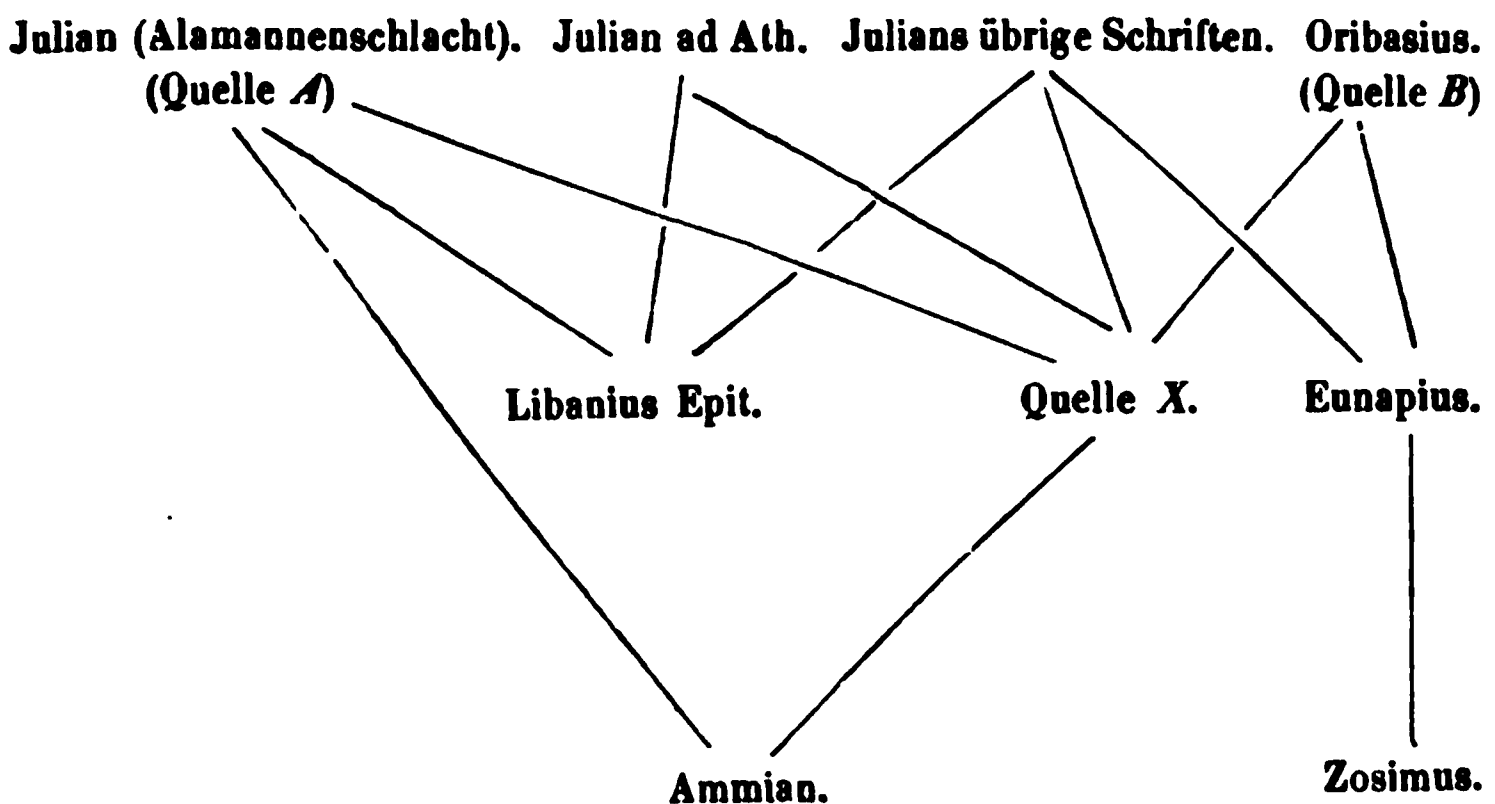 Julian (Alamannenschlacht). Julian ad Ath. Julians übrige Schriften. Oribasius.
(Quelle A) (Quelle B)
Libanius Epit. Quelle X. Eunapius.
Ammian. Zosimus.